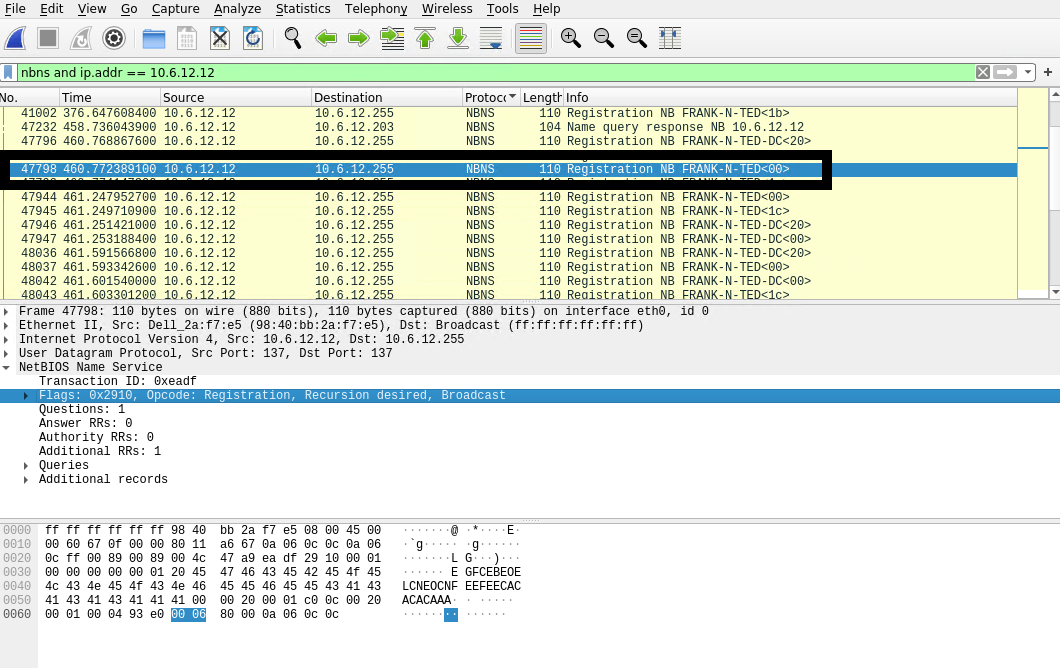 File Edit View Go Capture Analyze Statistics Telephony Wireless Tools Help
nbns and ip.addr == 10.6.12.12
No. Time Source Destination Protoc Length Info
41002 376.647608400 10.6.12.12 10.6.12.255 NBNS 110 Registration NB FRANK-N-TED<1b>
47232 458.736043900 10.6.12.12 10.6.12.203 NBNS 104 Name query response NB 10.6.12.12
47796 460.768867600 10.6.12.12 10.6.12.255 NBNS 110 Registration NB FRANK-N-TED-DC<20>
47798 460.772389100 10.6.12.12 10.6.12.255 NBNS 110 Registration NB FRANK-N-TED<00>
47944 461.247952700 10.6.12.12 10.6.12.255 NBNS 110 Registration NB FRANK-N-TED<00>
47945 461.249710900 10.6.12.12 10.6.12.255 NBNS 110 Registration NB FRANK-N-TED<1c>
47946 461.251421000 10.6.12.12 10.6.12.255 NBNS 110 Registration NB FRANK-N-TED-DC<20>
47947 461.253188400 10.6.12.12 10.6.12.255 NBNS 110 Registration NB FRANK-N-TED-DC<00>
48036 461.591566800 10.6.12.12 10.6.12.255 NBNS 110 Registration NB FRANK-N-TED-DC<20>
48037 461.593342600 10.6.12.12 10.6.12.255 NBNS 110 Registration NB FRANK-N-TED<00>
48042 461.601540000 10.6.12.12 10.6.12.255 NBNS 110 Registration NB FRANK-N-TED-DC<00>
48043 461.603301200 10.6.12.12 10.6.12.255 NBNS 110 Registration NB FRANK-N-TED<1c>
Frame 47798: 110 bytes on wire (880 bits), 110 bytes captured (880 bits) on interface eth0, id 0
Ethernet II, Src: Dell_2a:f7:e5 (98:40:bb:2a:f7:e5), Dst: Broadcast (ff:ff:ff:ff:ff:ff)
Internet Protocol Version 4, Src: 10.6.12.12, Dst: 10.6.12.255
User Datagram Protocol, Src Port: 137, Dst Port: 137
NetBIOS Name Service
Transaction ID: 0xeadf
Flags: 0x2910, Opcode: Registration, Recursion desired, Broadcast
Questions: 1
Answer RRs: 0
Authority RRs: 0
Additional RRs: 1
Queries
Additional records
0000 ff ff ff ff ff ff 98 40 bb 2a f7 e5 08 00 45 00 ·······@ ·*····E·
0010 00 60 67 0f 00 00 80 11 a6 67 0a 06 0c 0c 0a 06 ·`g····· ·g······
0020 0c ff 00 89 00 89 00 4c 47 a9 ea df 29 10 00 01 ·······L G···)···
0030 00 00 00 00 00 01 20 45 47 46 43 45 42 45 4f 45 ······ E GFCEBEOE
0040 4c 43 4e 45 4f 43 4e 46 45 45 46 45 45 43 41 43 LCNEOCNF EEFEECAC
0050 41 43 41 43 41 41 41 00 00 20 00 01 c0 0c 00 20 ACACAAA· · ·····
0060 00 01 00 04 93 e0 00 06 80 00 0a 06 0c 0c ········ ······